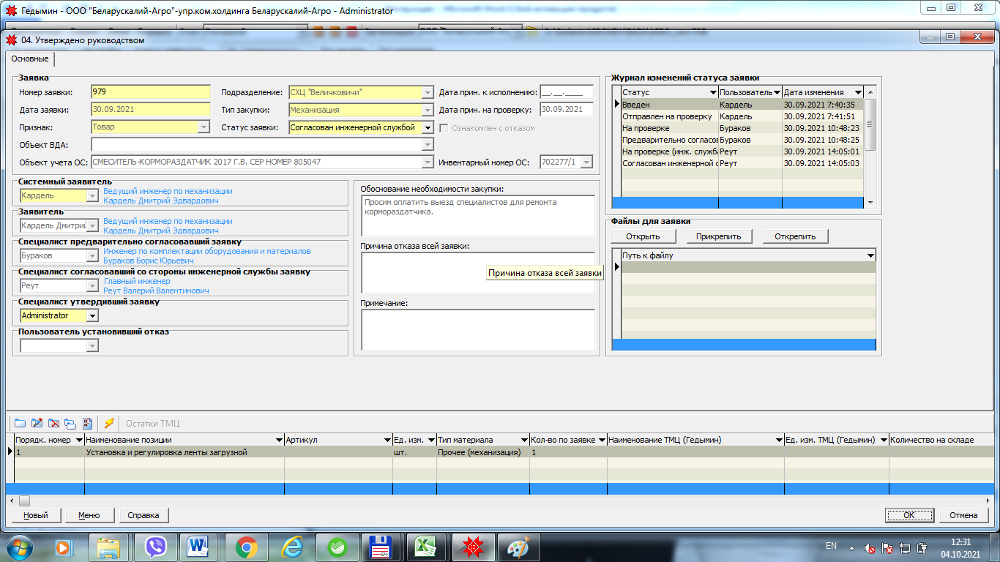 Гедымин - ООО "Беларускалий-Агро"-упр.ком.холдинга Беларускалий-Агро - Administrator
04. Утверждено руководством
Основные
Заявка
Номер заявки: 979 Подразделение: СХЦ "Величковичи" Дата прин. к исполнению: __.__.____
Дата заявки: 30.09.2021 Тип закупки: Механизация Дата прин. на проверку: 30.09.2021
Признак: Товар Статус заявки: Согласован инженерной службой Ознакомлен с отказом
Объект ВДА:
Объект учета ОС: СМЕСИТЕЛЬ-КОРМОРАЗДАТЧИК 2017 Г.В. СЕР НОМЕР 805047 Инвентарный номер ОС: 702277/1
Системный заявитель
Кардель Ведущий инженер по механизации
Кардель Дмитрий Эдвардович
Заявитель
Кардель Дмитрий Ведущий инженер по механизации
Кардель Дмитрий Эдвардович
Специалист предварительно согласовавший заявку
Бураков Инженер по комплектации оборудования и материалов
Бураков Борис Юрьевич
Специалист согласовавший со стороны инженерной службы заявку
Реут Главный инженер
Реут Валерий Валентинович
Специалист утвердивший заявку
Administrator
Пользователь установивший отказ
Обоснование необходимости закупки:
Просим оплатить выезд специалистов для ремонта
кормораздатчика.
Причина отказа всей заявки:
Причина отказа всей заявки
Примечание:
Журнал изменений статуса заявки
Статус Пользователь Дата изменения
Введен Кардель 30.09.2021 7:40:35
Отправлен на проверку Кардель 30.09.2021 7:41:51
На проверке Бураков 30.09.2021 10:48:23
Предварительно согласов Бураков 30.09.2021 10:48:25
На проверке (инж. служб Реут 30.09.2021 14:05:01
Согласован инженерной с Реут 30.09.2021 14:05:03
Файлы для заявки
Открыть Прикрепить Открепить
Путь к файлу
Остатки ТМЦ
Порядк. номер Наименование позиции Артикул Ед. изм. Тип материала Кол-во по заявке Наименование ТМЦ (Гедымин) Ед. изм. ТМЦ (Гедымин) Количество на складе
1 Установка и регулировка ленты загрузной шт. Прочее (механизация) 1
Новый Меню Справка OK Отмена
EN 12:31
04.10.2021